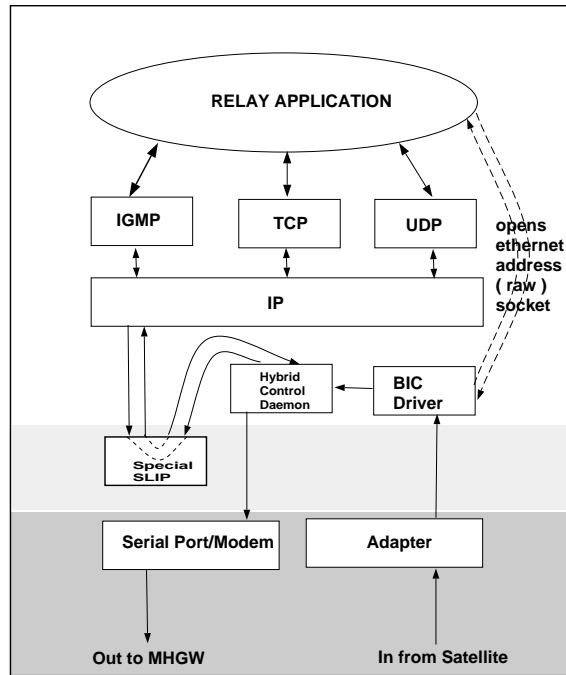 RELAY APPLICATION
IGMP
TCP
UDP
opens
ethernet
address
( raw )
socket
IP
Hybrid
Control
Daemon
BIC
Driver
Special
SLIP
Serial Port/Modem
Adapter
Out to MHGW
In from Satellite